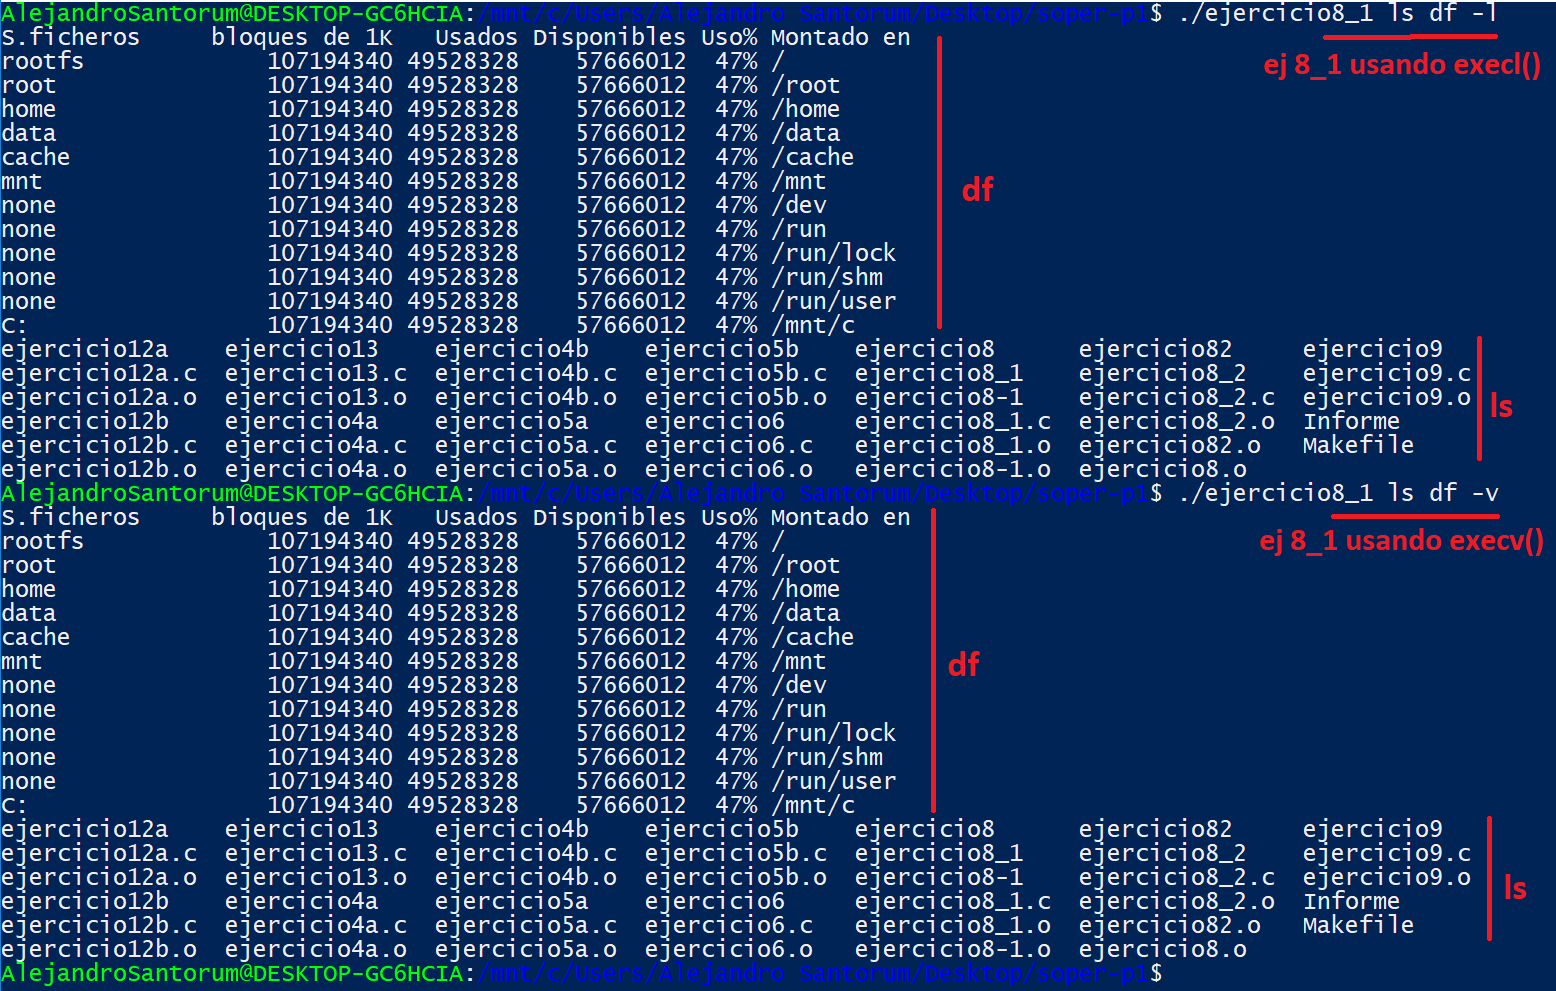 AlejandroSantorum@DESKTOP-GC6HCIA:/mnt/c/Users/Alejandro Santorum/Desktop/soper-p1$ ./ejercicio8_1 ls df -l
S.ficheros     bloques de 1K   Usados Disponibles Uso% Montado en
ej 8_1 usando execl()
rootfs             107194340 49528328    57666012  47% /
root               107194340 49528328    57666012  47% /root
home               107194340 49528328    57666012  47% /home
data               107194340 49528328    57666012  47% /data
cache              107194340 49528328    57666012  47% /cache
mnt                107194340 49528328    57666012  47% /mnt
df
none               107194340 49528328    57666012  47% /dev
none               107194340 49528328    57666012  47% /run
none               107194340 49528328    57666012  47% /run/lock
none               107194340 49528328    57666012  47% /run/shm
none               107194340 49528328    57666012  47% /run/user
C:                 107194340 49528328    57666012  47% /mnt/c
ejercicio12a    ejercicio13    ejercicio4b    ejercicio5b    ejercicio8      ejercicio82     ejercicio9
ejercicio12a.c  ejercicio13.c  ejercicio4b.c  ejercicio5b.c  ejercicio8_1    ejercicio8_2    ejercicio9.c
ejercicio12a.o  ejercicio13.o  ejercicio4b.o  ejercicio5b.o  ejercicio8-1    ejercicio8_2.c  ejercicio9.o
ls
ejercicio12b    ejercicio4a    ejercicio5a    ejercicio6     ejercicio8_1.c  ejercicio8_2.o  Informe
ejercicio12b.c  ejercicio4a.c  ejercicio5a.c  ejercicio6.c   ejercicio8_1.o  ejercicio82.o   Makefile
ejercicio12b.o  ejercicio4a.o  ejercicio5a.o  ejercicio6.o   ejercicio8-1.o  ejercicio8.o
AlejandroSantorum@DESKTOP-GC6HCIA:/mnt/c/Users/Alejandro Santorum/Desktop/soper-p1$ ./ejercicio8_1 ls df -v
S.ficheros     bloques de 1K   Usados Disponibles Uso% Montado en
rootfs             107194340 49528328    57666012  47% /
ej 8_1 usando execv()
root               107194340 49528328    57666012  47% /root
home               107194340 49528328    57666012  47% /home
data               107194340 49528328    57666012  47% /data
cache              107194340 49528328    57666012  47% /cache
mnt                107194340 49528328    57666012  47% /mnt
df
none               107194340 49528328    57666012  47% /dev
none               107194340 49528328    57666012  47% /run
none               107194340 49528328    57666012  47% /run/lock
none               107194340 49528328    57666012  47% /run/shm
none               107194340 49528328    57666012  47% /run/user
C:                 107194340 49528328    57666012  47% /mnt/c
ejercicio12a    ejercicio13    ejercicio4b    ejercicio5b    ejercicio8      ejercicio82     ejercicio9
ejercicio12a.c  ejercicio13.c  ejercicio4b.c  ejercicio5b.c  ejercicio8_1    ejercicio8_2    ejercicio9.c
ejercicio12a.o  ejercicio13.o  ejercicio4b.o  ejercicio5b.o  ejercicio8-1    ejercicio8_2.c  ejercicio9.o
ls
ejercicio12b    ejercicio4a    ejercicio5a    ejercicio6     ejercicio8_1.c  ejercicio8_2.o  Informe
ejercicio12b.c  ejercicio4a.c  ejercicio5a.c  ejercicio6.c   ejercicio8_1.o  ejercicio82.o   Makefile
ejercicio12b.o  ejercicio4a.o  ejercicio5a.o  ejercicio6.o   ejercicio8-1.o  ejercicio8.o
AlejandroSantorum@DESKTOP-GC6HCIA:/mnt/c/Users/Alejandro Santorum/Desktop/soper-p1$